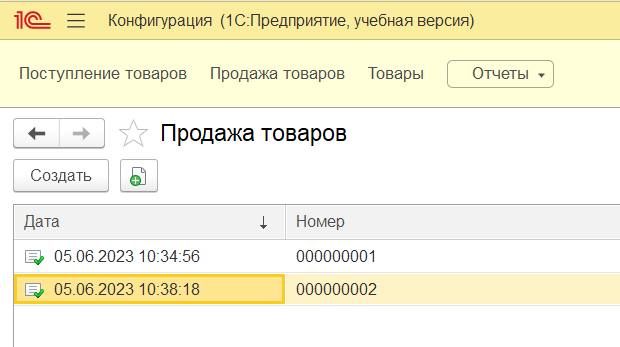 1С Конфигурация (1С:Предприятие, учебная версия)
Поступление товаров Продажа товаров Товары Отчеты
Продажа товаров
Создать
Дата Номер
05.06.2023 10:34:56 000000001
05.06.2023 10:38:18 000000002